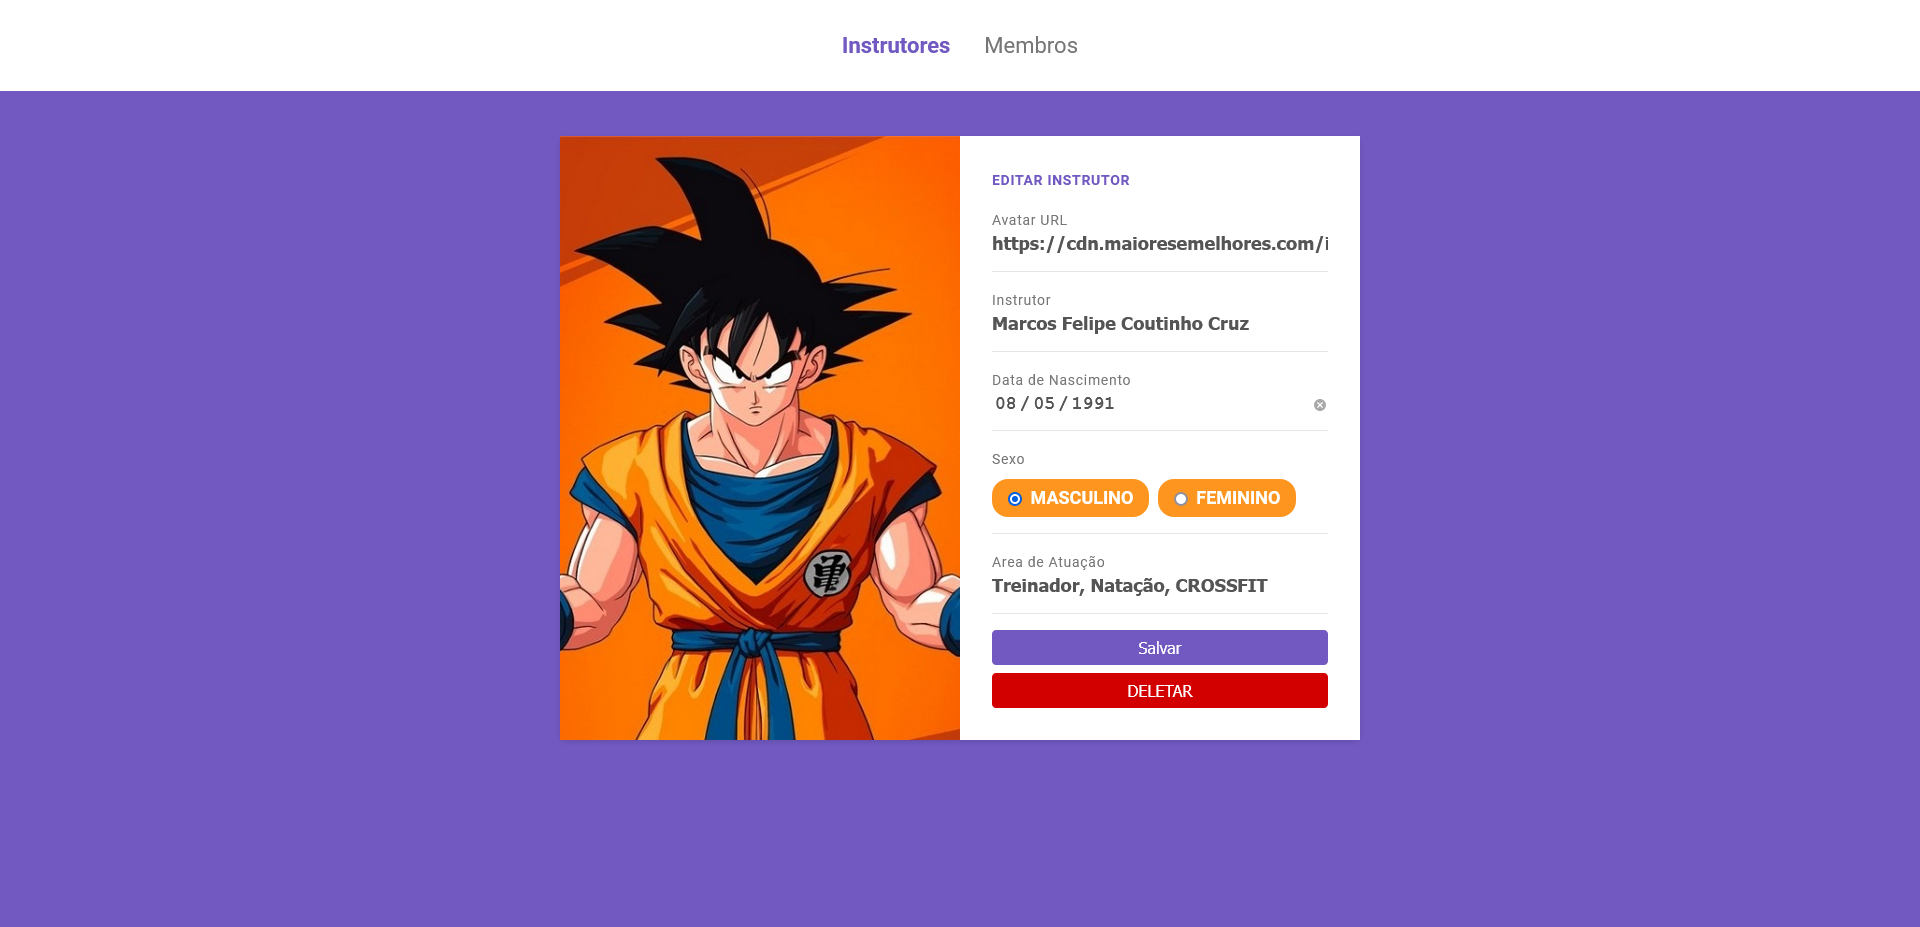 Instrutores Membros
EDITAR INSTRUTOR
Avatar URL
https://cdn.maioresemelhores.com/i
Instrutor
Marcos Felipe Coutinho Cruz
Data de Nascimento
08 / 05 / 1991
Sexo
MASCULINO FEMININO
Area de Atuação
Treinador, Natação, CROSSFIT
Salvar
DELETAR
亀